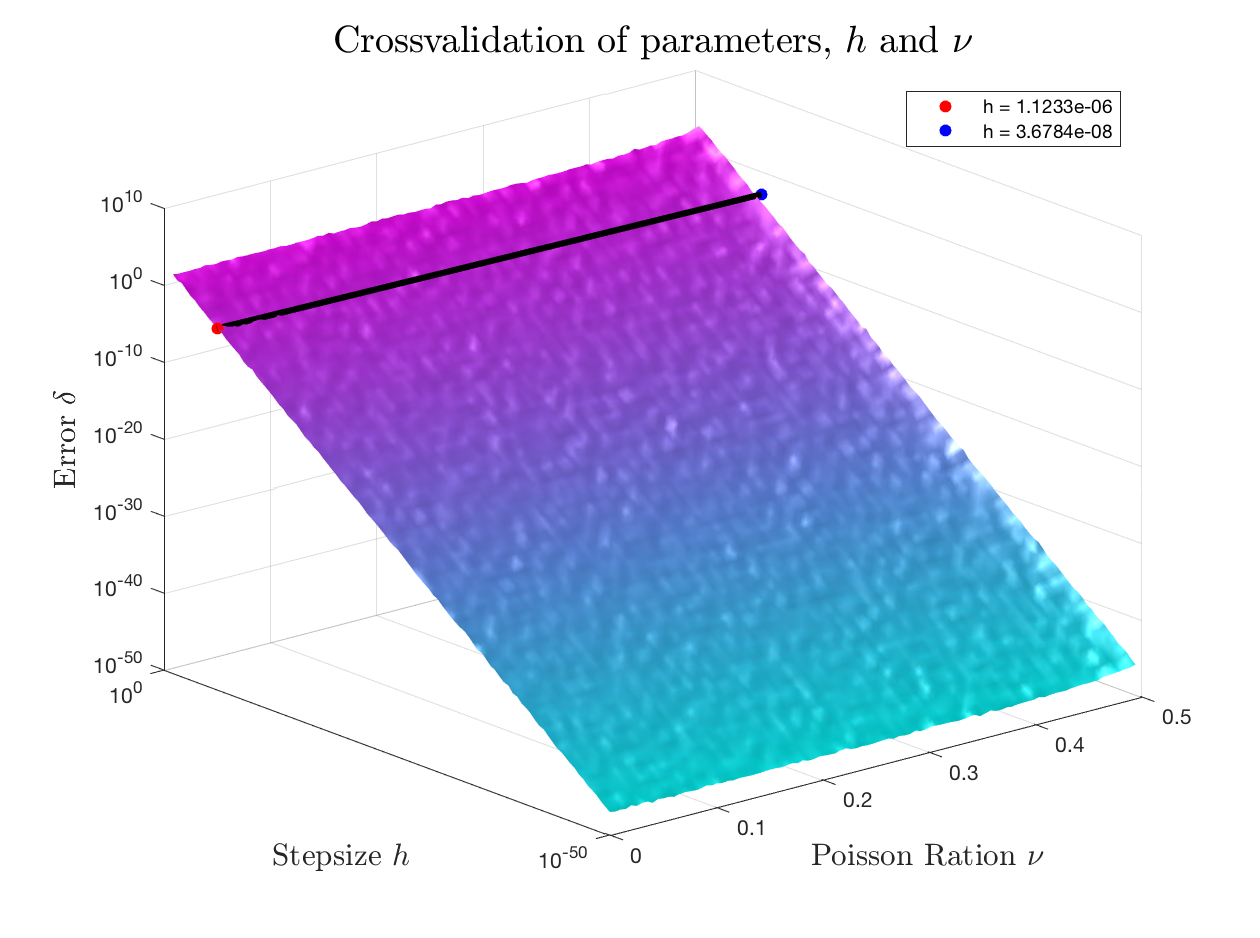 Crossvalidation of parameters, h and ν
h = 1.1233e-06
h = 3.6784e-08
10^10
10^0
10^-10
10^-20
10^-30
10^-40
10^-50
Error δ
10^0
10^-50
Stepsize h
0
0.1
0.2
0.3
0.4
0.5
Poisson Ration ν